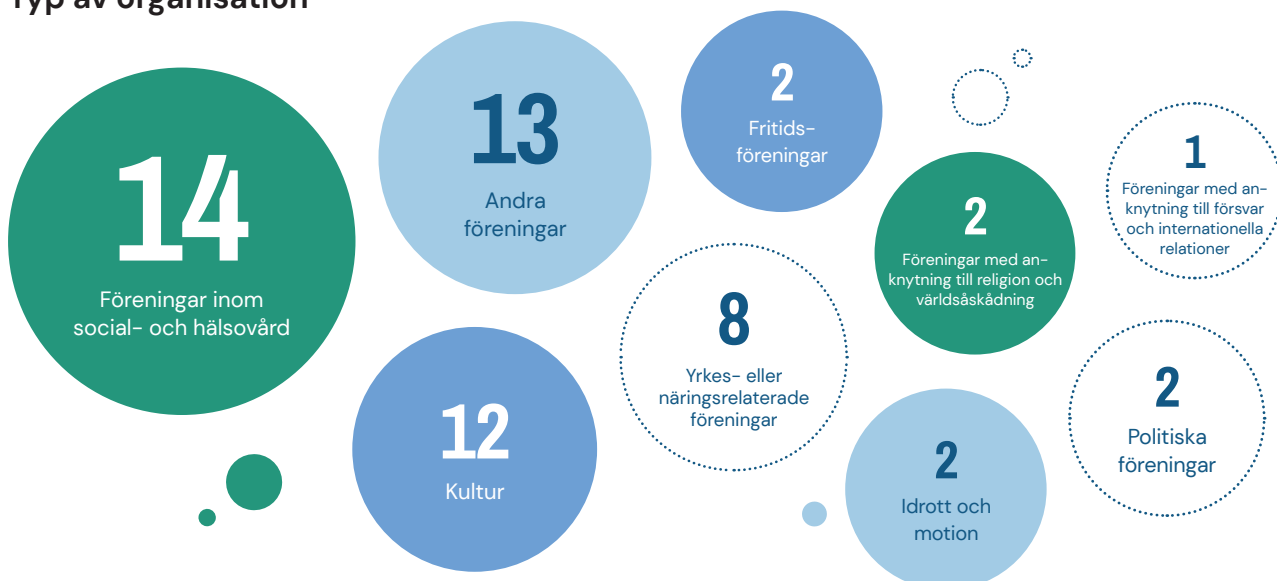 Typ av organisation
14
Föreningar inom
social- och hälsovård
13
Andra
föreningar
2
Fritids-
föreningar
12
Kultur
8
Yrkes- eller
näringsrelaterade
föreningar
2
Föreningar med an-
knytning till religion och
världsåskådning
1
Föreningar med an-
knytning till försvar
och internationella
relationer
2
Idrott och
motion
2
Politiska
föreningar